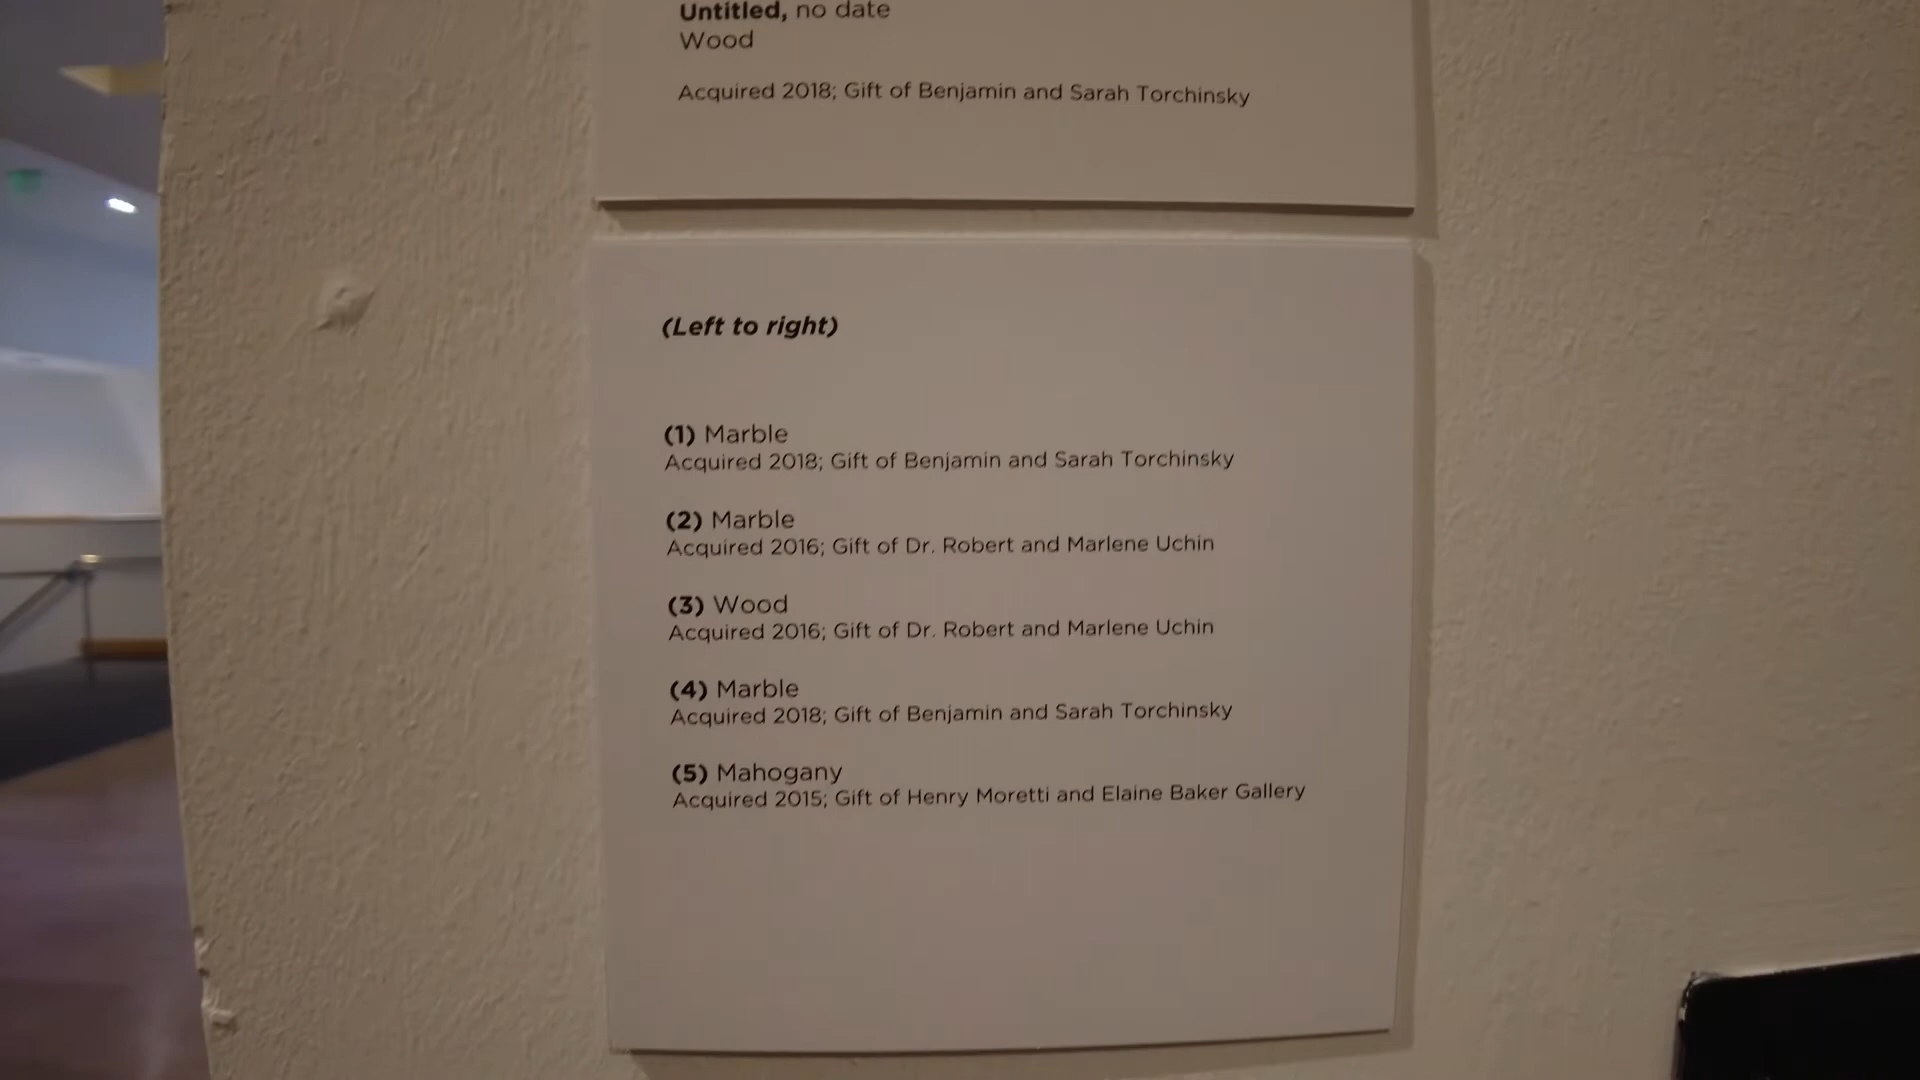 Untitled, no date
Wood
Acquired 2018; Gift of Benjamin and Sarah Torchinsky
(Left to right)
(1) Marble
Acquired 2018; Gift of Benjamin and Sarah Torchinsky
(2) Marble
Acquired 2016; Gift of Dr. Robert and Marlene Uchin
(3) Wood
Acquired 2016; Gift of Dr. Robert and Marlene Uchin
(4) Marble
Acquired 2018; Gift of Benjamin and Sarah Torchinsky
(5) Mahogany
Acquired 2015; Gift of Henry Moretti and Elaine Baker Gallery